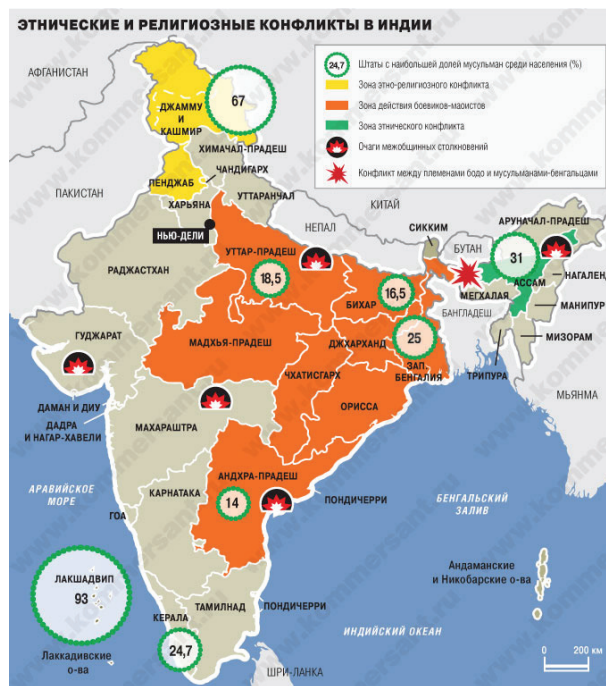 ЭТНИЧЕСКИЕ И РЕЛИГИОЗНЫЕ КОНФЛИКТЫ В ИНДИИ
24,7 Штаты с наибольшей долей мусульман среди населения (%)
Зона этно-религиозного конфликта
Зона действия боевиков-маоистов
Зона этнического конфликта
Очаги межобщинных столкновений
Конфликт между племенами бодо и мусульманами-бенгальцами
АФГАНИСТАН
ДЖАММУ
И
КАШМИР
67
ХИМАЧАЛ-ПРАДЕШ
ПЕНДЖАБ
ЧАНДИГАРХ
ПАКИСТАН
ХАРЬЯНА
УТТАРАНЧАЛ
КИТАЙ
НЬЮ-ДЕЛИ
НЕПАЛ
СИККИМ
АРУНАЧАЛ-ПРАДЕШ
БУТАН
31
РАДЖАСТХАН
УТТАР-ПРАДЕШ
18,5
АССАМ
НАГАЛЕНД
БИХАР
16,5
МЕГХАЛАЯ
МАНИПУР
БАНГЛАДЕШ
ГУДЖАРАТ
МАДХЬЯ-ПРАДЕШ
ДЖХАРХАНД
25
МИЗОРАМ
ЧХАТИСГАРХ
ЗАП.
БЕНГАЛИЯ
ТРИПУРА
МЬЯНМА
ДАМАН И ДИУ
ДАДРА
И НАГАР-ХАВЕЛИ
МАХАРАШТРА
ОРИССА
АНДХРА-ПРАДЕШ
14
АРАВИЙСКОЕ
МОРЕ
КАРНАТАКА
ПОНДИЧЕРРИ
БЕНГАЛЬСКИЙ
ЗАЛИВ
ГОА
Андаманские
и Никобарские о-ва
ЛАКШАДВИП
93
Лаккадивские
о-ва
КЕРАЛА
24,7
ТАМИЛНАД
ПОНДИЧЕРРИ
ИНДИЙСКИЙ ОКЕАН
ШРИ-ЛАНКА
0 200 км
www.kommersant.ru